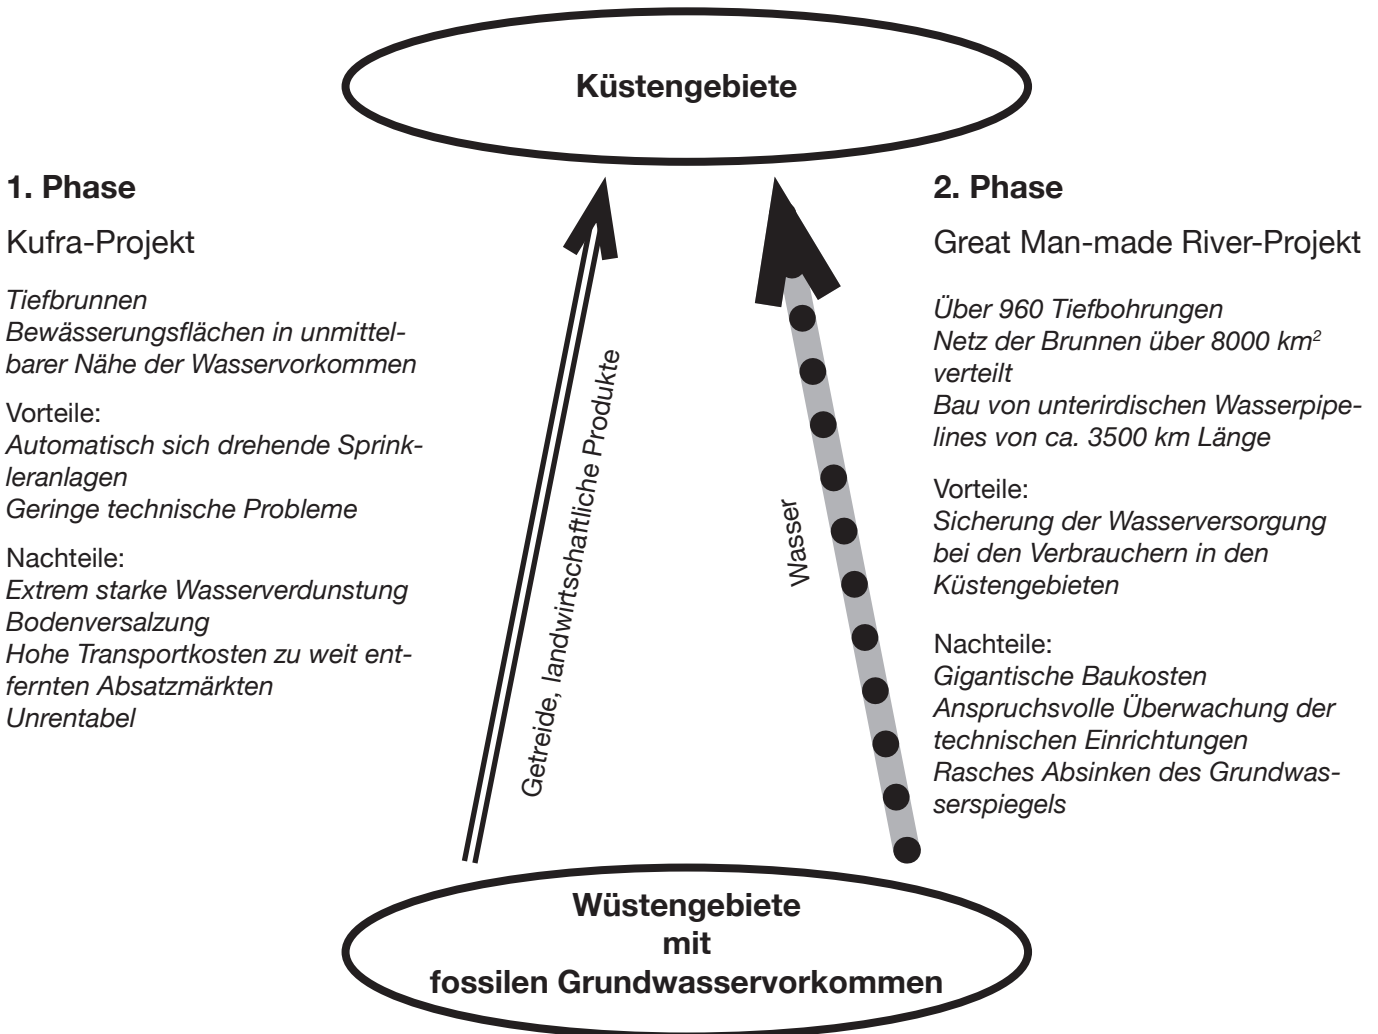 Küstengebiete
1. Phase
Kufra-Projekt
Tiefbrunnen
Bewässerungsflächen in unmittel-
barer Nähe der Wasservorkommen
Vorteile:
Automatisch sich drehende Sprink-
leranlagen
Geringe technische Probleme
Nachteile:
Extrem starke Wasserverdunstung
Bodenversalzung
Hohe Transportkosten zu weit ent-
fernten Absatzmärkten
Unrentabel
Getreide, landwirtschaftliche Produkte
Wasser
2. Phase
Great Man-made River-Projekt
Über 960 Tiefbohrungen
Netz der Brunnen über 8000 km²
verteilt
Bau von unterirdischen Wasserpipe-
lines von ca. 3500 km Länge
Vorteile:
Sicherung der Wasserversorgung
bei den Verbrauchern in den
Küstengebieten
Nachteile:
Gigantische Baukosten
Anspruchsvolle Überwachung der
technischen Einrichtungen
Rasches Absinken des Grundwas-
serspiegels
Wüstengebiete
mit
fossilen Grundwasservorkommen